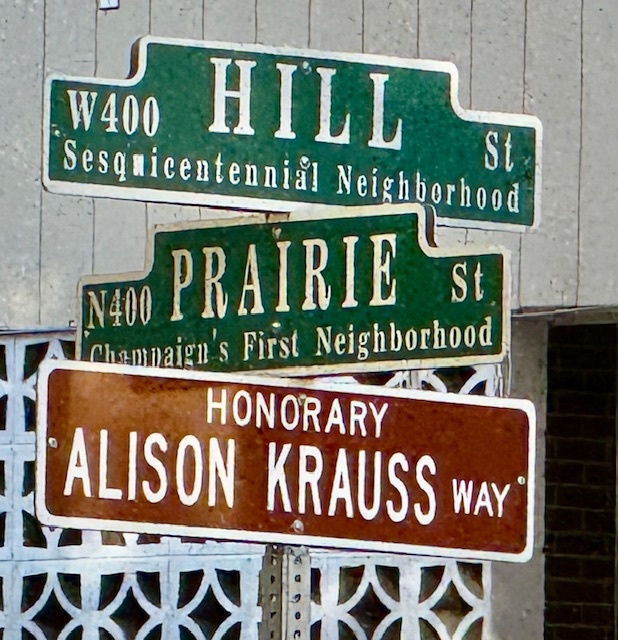 HILL
W400 St
Sesquicentennial Neighborhood
PRAIRIE
N400 St
Champaign's First Neighborhood
HONORARY
ALISON KRAUSS WAY